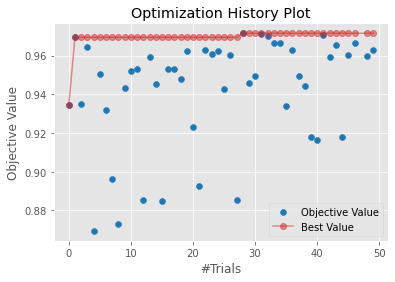 Optimization History Plot
Objective Value
0.96
0.94
0.92
0.90
0.88
0
10
20
30
40
50
#Trials
Objective Value
Best Value